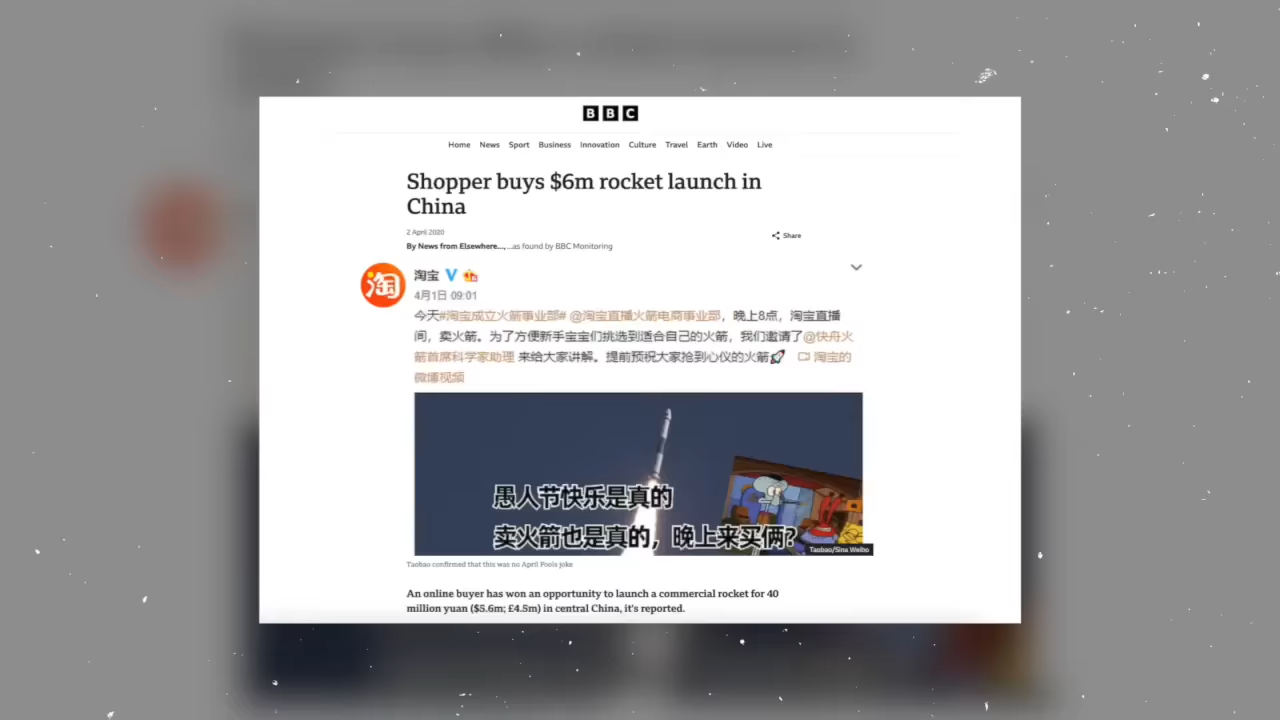 BBC
Home News Sport Business Innovation Culture Travel Earth Video Live
Shopper buys $6m rocket launch in
China
2 April 2020
Share
By News from Elsewhere..., ...as found by BBC Monitoring
淘
淘宝
4月1日 09:01
今天#淘宝成立火箭事业部# @淘宝直播火箭电商事业部，晚上8点，淘宝直播
间，卖火箭。为了方便新手宝宝们挑选到适合自己的火箭，我们邀请了@快舟火
箭首席科学家助理 来给大家讲解。提前预祝大家抢到心仪的火箭🚀 淘宝的
微博视频
愚人节快乐是真的
卖火箭也是真的，晚上来买俩?
Taobao/Sina Weibo
Taobao confirmed that this was no April Fools joke
An online buyer has won an opportunity to launch a commercial rocket for 40
million yuan ($5.6m; £4.5m) in central China, it's reported.